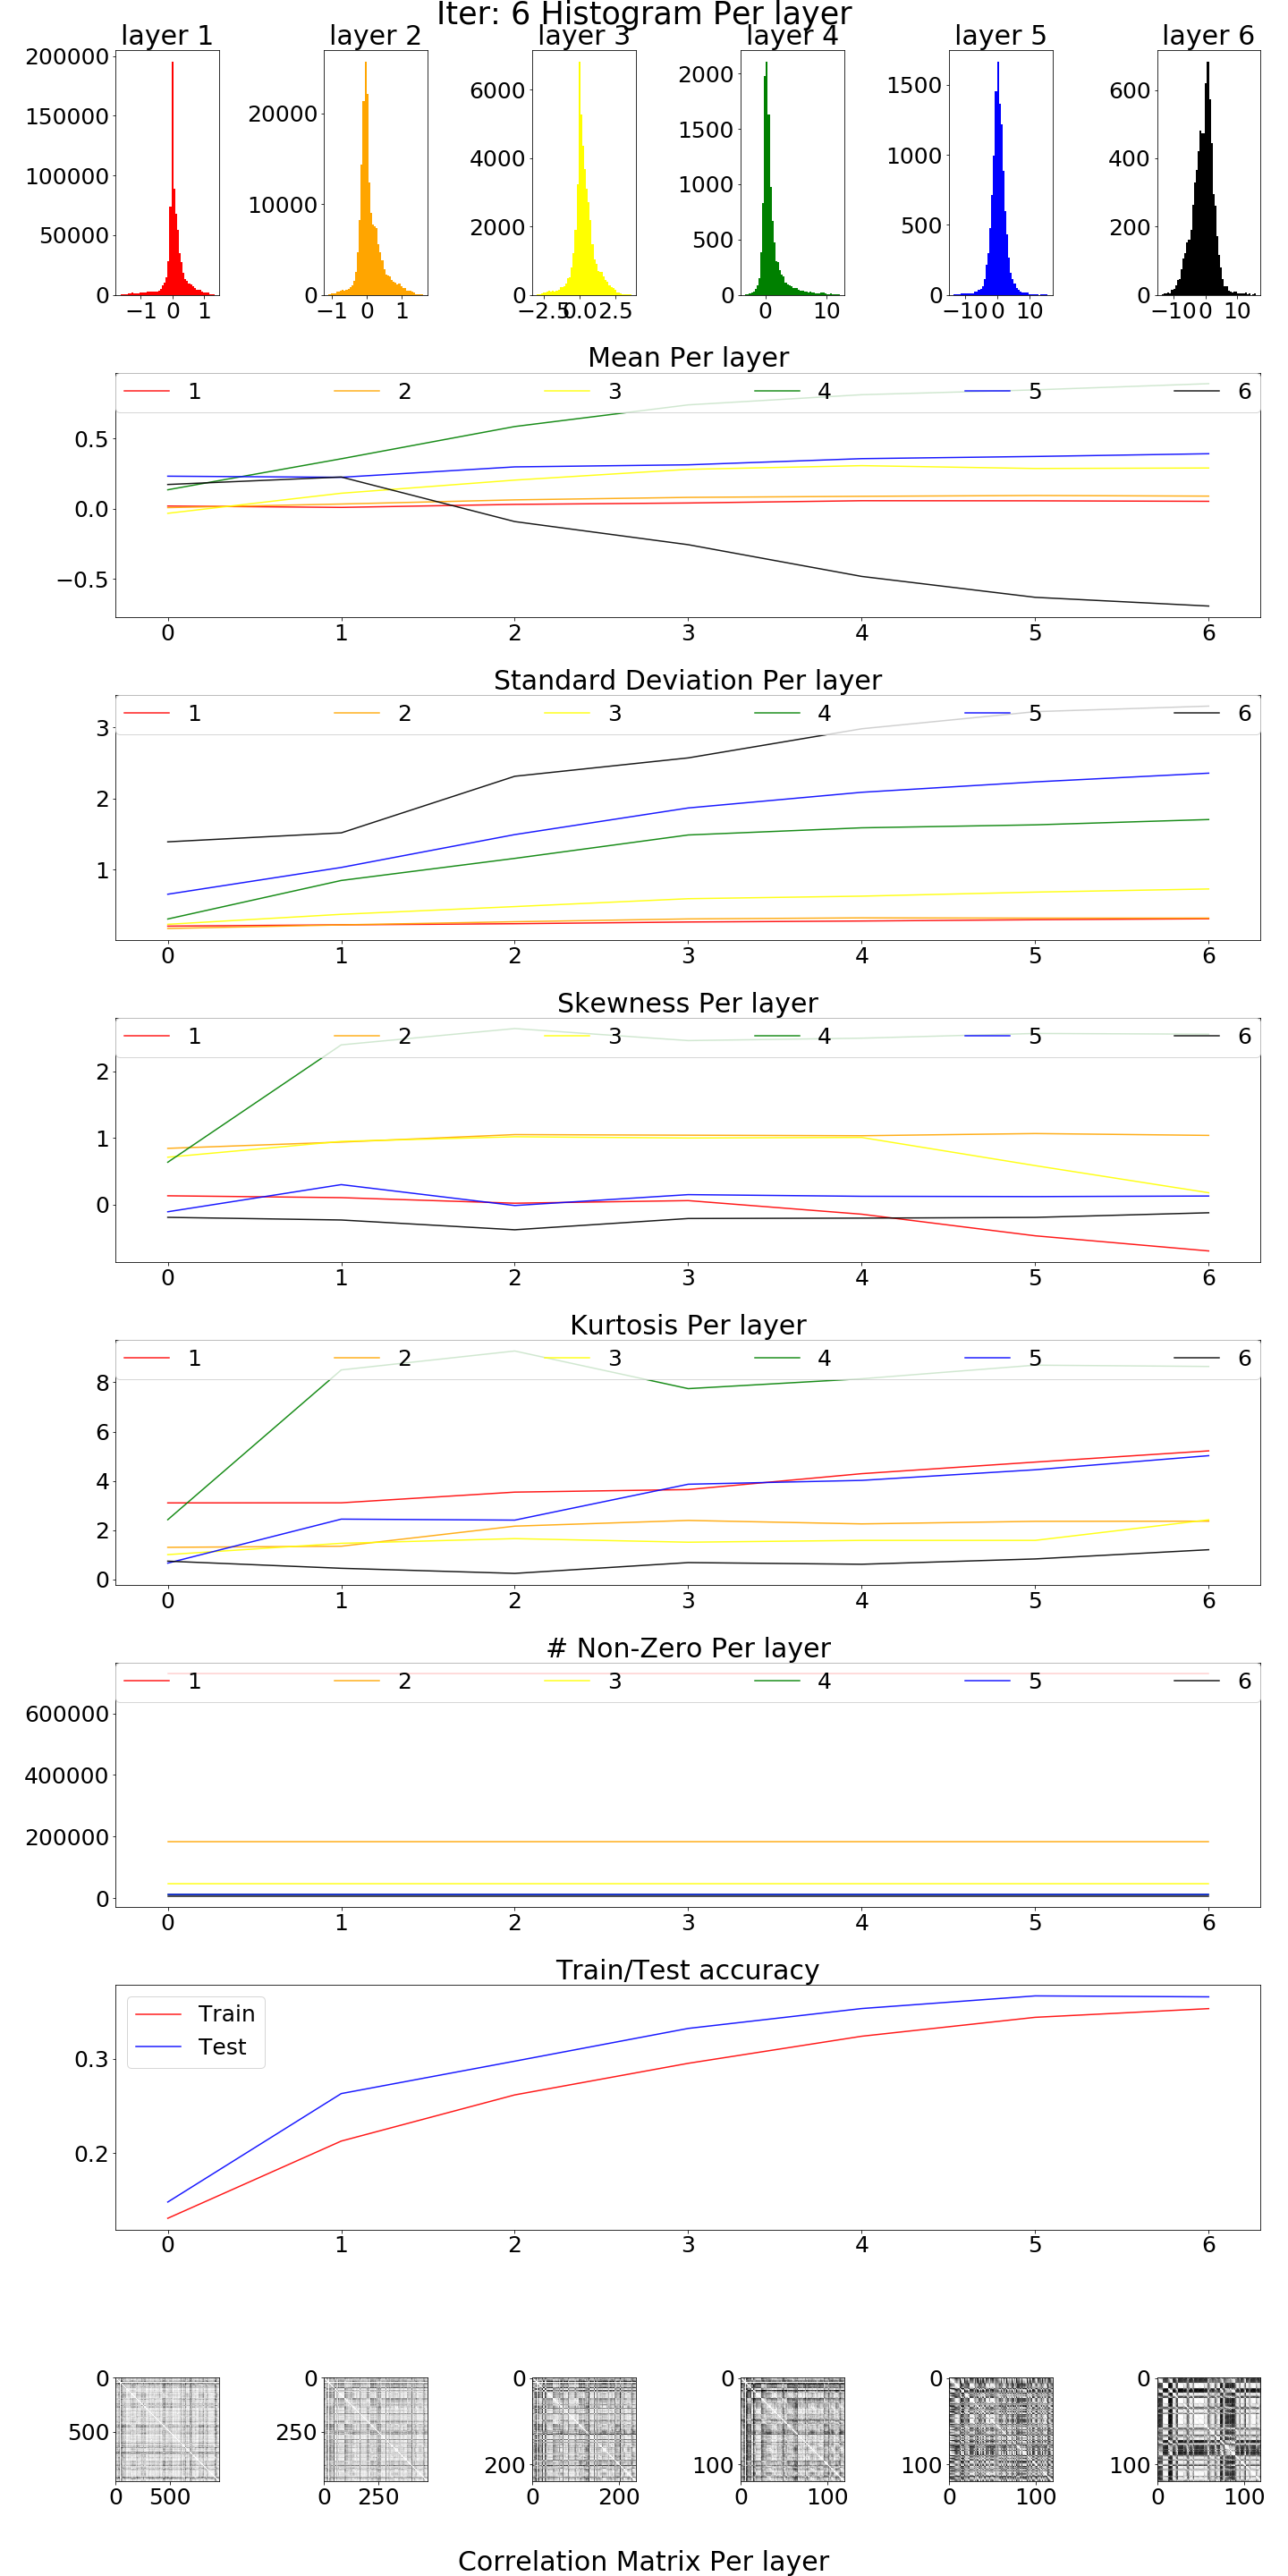 Iter: 6 Histogram Per layer
layer 1 layer 2 layer 3 layer 4 layer 5 layer 6
200000
150000
100000
50000
0
−1 0 1
20000
10000
0
−1 0 1
6000
4000
2000
0
−2.5 0.0 2.5
2000
1500
1000
500
0
0 10
1500
1000
500
0
−10 0 10
600
400
200
0
−10 0 10
Mean Per layer
1 2 3 4 5 6
0.5
0.0
−0.5
0 1 2 3 4 5 6
Standard Deviation Per layer
1 2 3 4 5 6
3
2
1
0 1 2 3 4 5 6
Skewness Per layer
1 2 3 4 5 6
2
1
0
0 1 2 3 4 5 6
Kurtosis Per layer
1 2 3 4 5 6
8
6
4
2
0
0 1 2 3 4 5 6
# Non-Zero Per layer
1 2 3 4 5 6
600000
400000
200000
0
0 1 2 3 4 5 6
Train/Test accuracy
Train
Test
0.3
0.2
0 1 2 3 4 5 6
0
500
0 500
0
250
0 250
0
200
0 200
0
100
0 100
0
100
0 100
0
100
0 100
Correlation Matrix Per layer